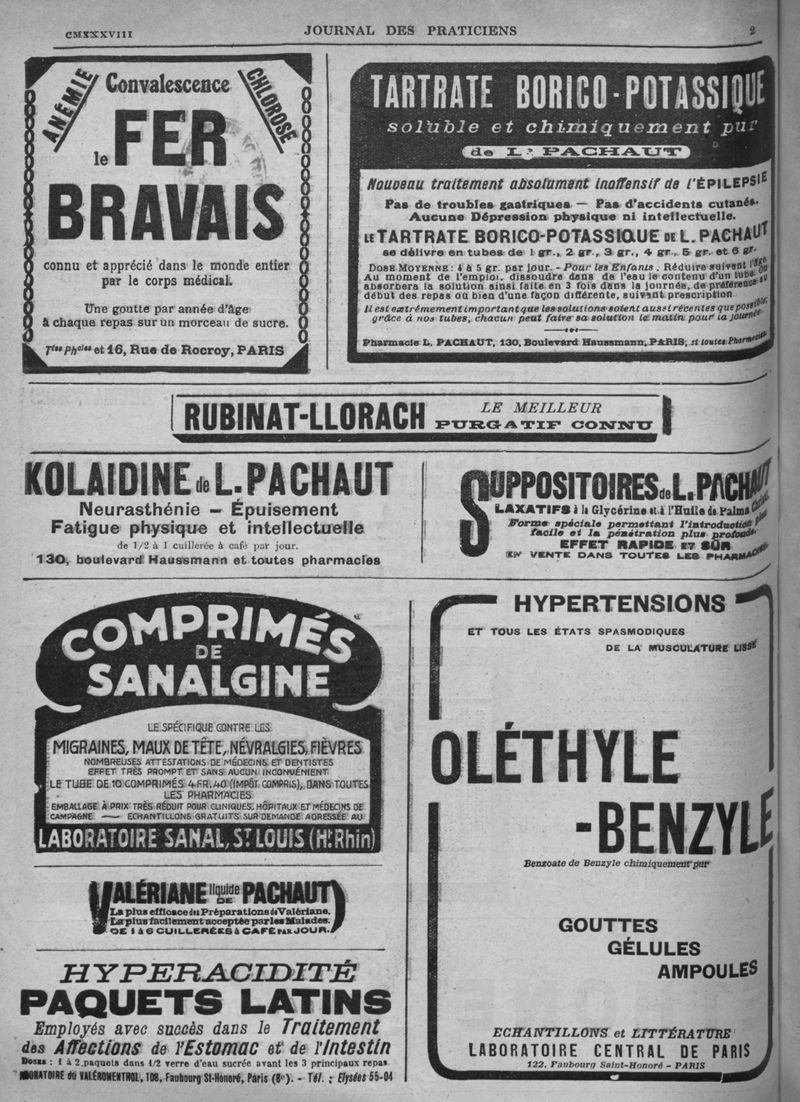 CMXXXVIII
JOURNAL DES PRATICIENS
2
ANÉMIE
Convalescence
CHLOROSE
le FER
BRAVAIS
connu et apprécié dans le monde entier
par le corps médical.
Une goutte par année d'âge
à chaque repas sur un morceau de sucre.
Ttes Phcies et 16, Rue de Rocroy, PARIS
TARTRATE BORICO-POTASSIQUE
soluble et chimiquement pur
de L. PACHAUT
Nouveau traitement absolument inoffensif de l'ÉPILEPSIE
Pas de troubles gastriques — Pas d'accidents cutanés.
Aucune Dépression physique ni intellectuelle.
LE TARTRATE BORICO-POTASSIQUE DE L. PACHAUT
se délivre en tubes de 1 gr., 2 gr., 3 gr., 4 gr., 5 gr. et 6 gr.
DOSE MOYENNE : 4 à 5 gr. par jour. - Pour les Enfants. Réduire suivant l'âge
Au moment de l'emploi, dissoudre dans de l'eau le contenu d'un tube. On
absorbera la solution ainsi faite en 3 fois dans la journée, de préférence au
début des repas ou bien d'une façon différente, suivant prescription
Il est extrêmement important que les solutions soient aussi récentes que possible,
grâce à nos tubes, chacun peut faire sa solution le matin pour la journée.
Pharmacie L. PACHAUT, 130, Boulevard Haussmann, PARIS; et toutes Pharmacies
RUBINAT-LLORACH
LE MEILLEUR
PURGATIF CONNU
KOLAIDINE de L. PACHAUT
Neurasthénie — Épuisement
Fatigue physique et intellectuelle
de 1/2 à 1 cuillerée à café par jour.
130, boulevard Haussmann et toutes pharmacies
SUPPOSITOIRES de L. PACHAUT
LAXATIFS à la Glycérine et à l'Huile de Palma
Forme spéciale permettant l'introduction
facile et la pénétration plus profonde
EFFET RAPIDE ET SÛR
EN VENTE DANS TOUTES LES PHARMACIES
COMPRIMÉS
DE
SANALGINE
LE SPÉCIFIQUE CONTRE LES
MIGRAINES, MAUX DE TÊTE, NÉVRALGIES, FIÈVRES
NOMBREUSES ATTESTATIONS DE MÉDECINS ET DENTISTES
EFFET TRÈS PROMPT ET SANS AUCUN INCONVÉNIENT
LE TUBE DE 10 COMPRIMÉS 4 FR. 40 (IMPÔT COMPRIS), DANS TOUTES
LES PHARMACIES
EMBALLAGE À PRIX TRÈS RÉDUIT POUR CLINIQUES, HÔPITAUX ET MÉDECINS DE
CAMPAGNE — ECHANTILLONS GRATUITS SUR DEMANDE ADRESSÉE AU
LABORATOIRE SANAL, ST LOUIS (Ht Rhin)
VALÉRIANE liquide DE PACHAUT
La plus efficace des Préparations de Valériane.
La plus facilement acceptée par les Malades.
DE 1 à 6 CUILLERÉES à CAFÉ PAR JOUR.
HYPERACIDITÉ
PAQUETS LATINS
Employés avec succès dans le Traitement
des Affections de l'Estomac et de l'Intestin
DOSES : 1 à 2 paquets dans 1/2 verre d'eau sucrée avant les 3 principaux repas
LABORATOIRE du VALÉROMENTHOL, 108, Faubourg St-Honoré, Paris (8e). - Tél. : Elysées 55-04
HYPERTENSIONS
ET TOUS LES ÉTATS SPASMODIQUES
DE LA MUSCULATURE LISSE
OLÉTHYLE
-BENZYLE
Benzoate de Benzyle chimiquement pur
GOUTTES
GÉLULES
AMPOULES
ECHANTILLONS et LITTÉRATURE
LABORATOIRE CENTRAL DE PARIS
122, Faubourg Saint-Honoré - PARIS